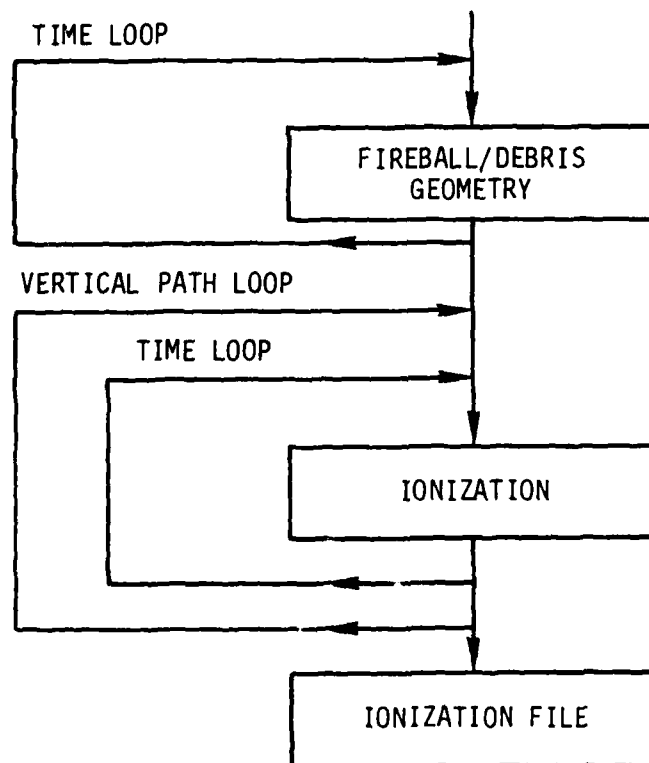 TIME LOOP
FIREBALL/DEBRIS
GEOMETRY
VERTICAL PATH LOOP
TIME LOOP
IONIZATION
IONIZATION FILE